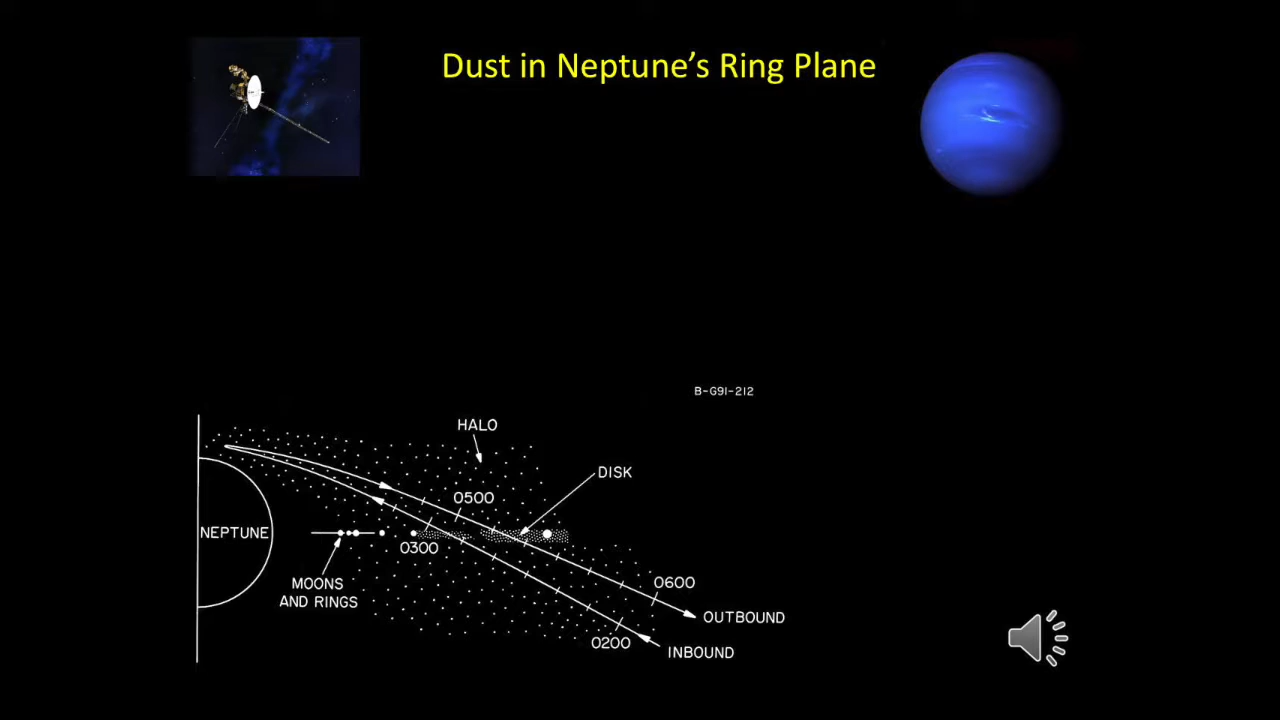 Dust in Neptune's Ring Plane
B-G91-212
HALO
DISK
0500
NEPTUNE
0300
MOONS
AND RINGS
0600
OUTBOUND
0200
INBOUND